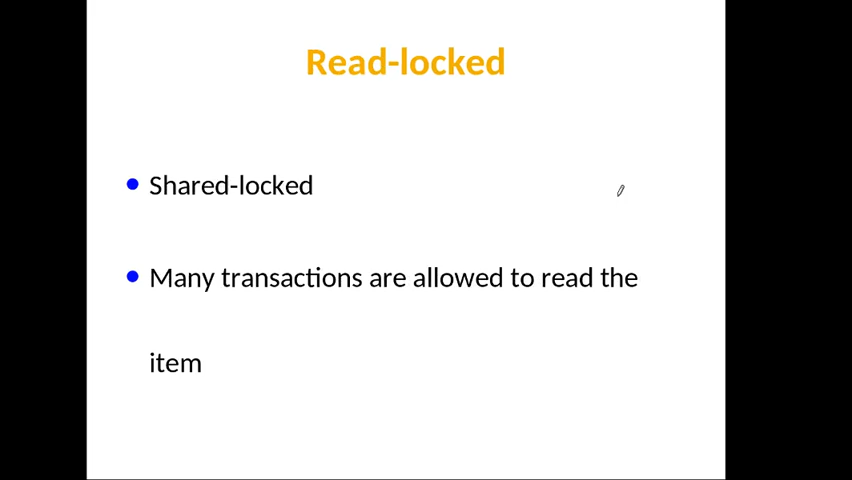 Read-locked
Shared-locked
Many transactions are allowed to read the
item